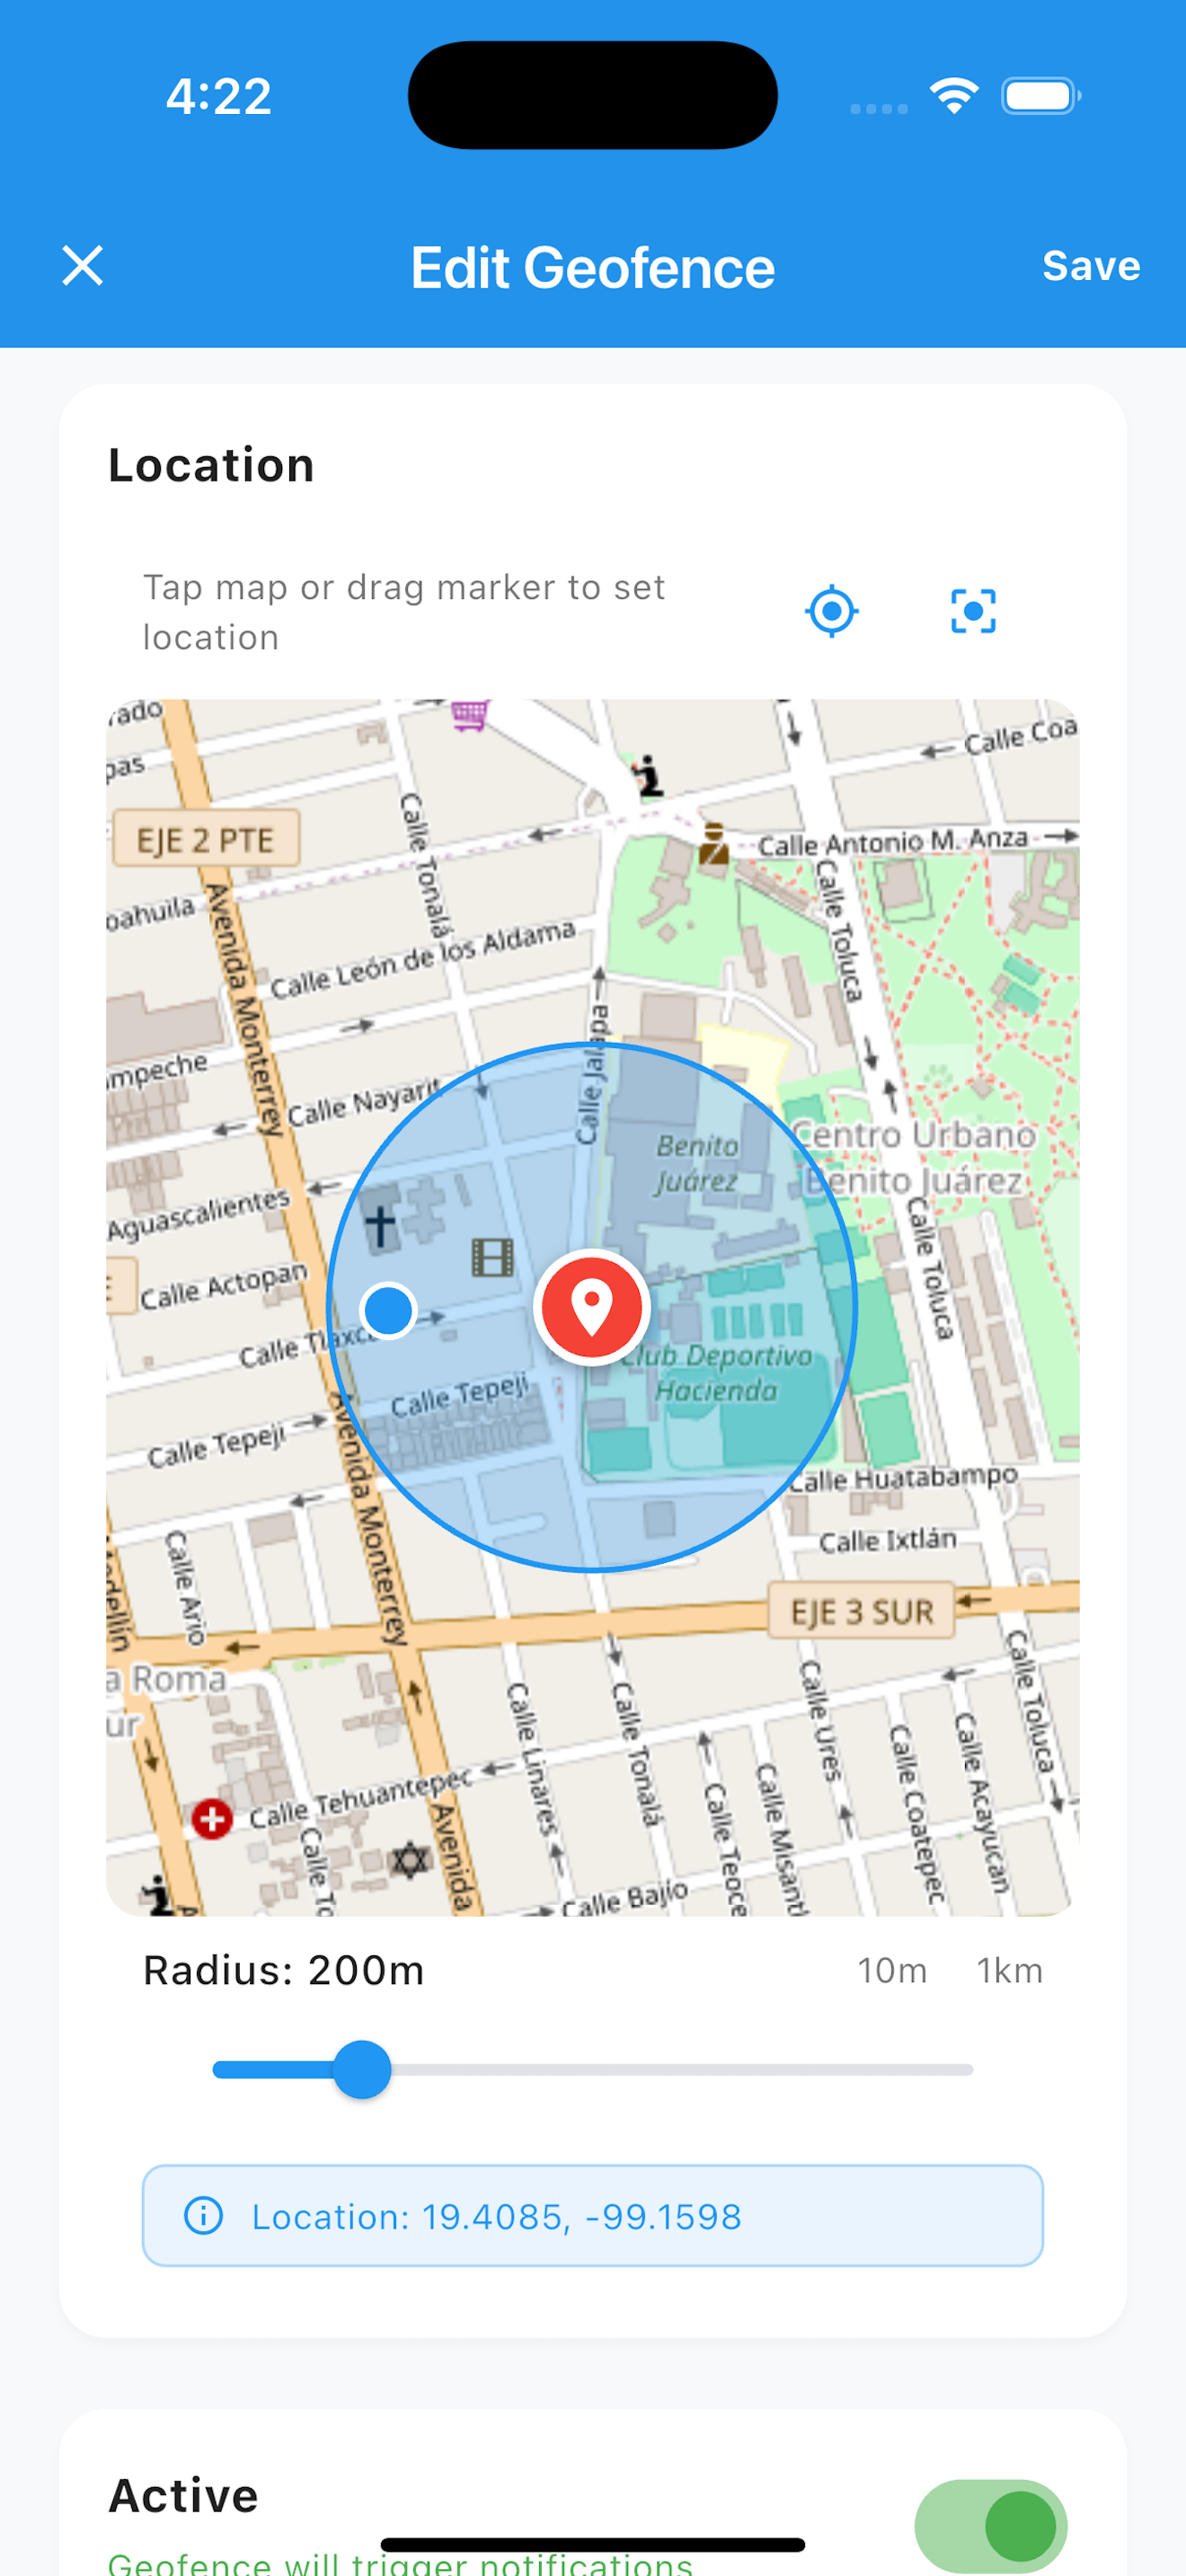 4:22
Edit Geofence
Save
Location
Tap map or drag marker to set
location
rado
pas
Calle Coa
EJE 2 PTE
Calle Tonalá
Calle Antonio M. Anza
oahuila
Avenida Monterrey
Calle León de los Aldama
Calle Toluca
mpeche
Calle Nayarit
Calle Jalapa
Benito
Juárez
Centro Urbano
Benito Juárez
Aguascalientes
Calle Actopan
Calle Toluca
Calle Tlaxc
Club Deportivo
Hacienda
Calle Tepeji
Calle Tepeji
Avenida Monterrey
Calle Huatabampo
Calle Ixtlán
Calle Ario
Medellín
EJE 3 SUR
a Roma
ur
Calle Linares
Calle Tonalá
Calle Ures
Calle Toluca
Calle Tehuantepec
Calle Coatepec
Calle Acayucan
Calle Teoce
Calle Misant
Avenida
Calle To
Calle Bajío
A
Radius: 200m
10m
1km
Location: 19.4085, -99.1598
Active
Geofence will trigger notifications